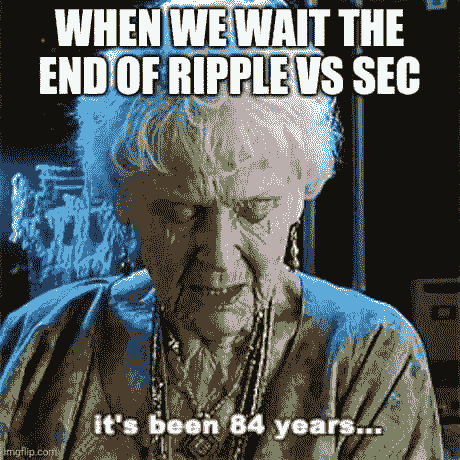 WHEN WE WAIT THE
END OF RIPPLE VS SEC
it's been 84 years...
imgflip.com